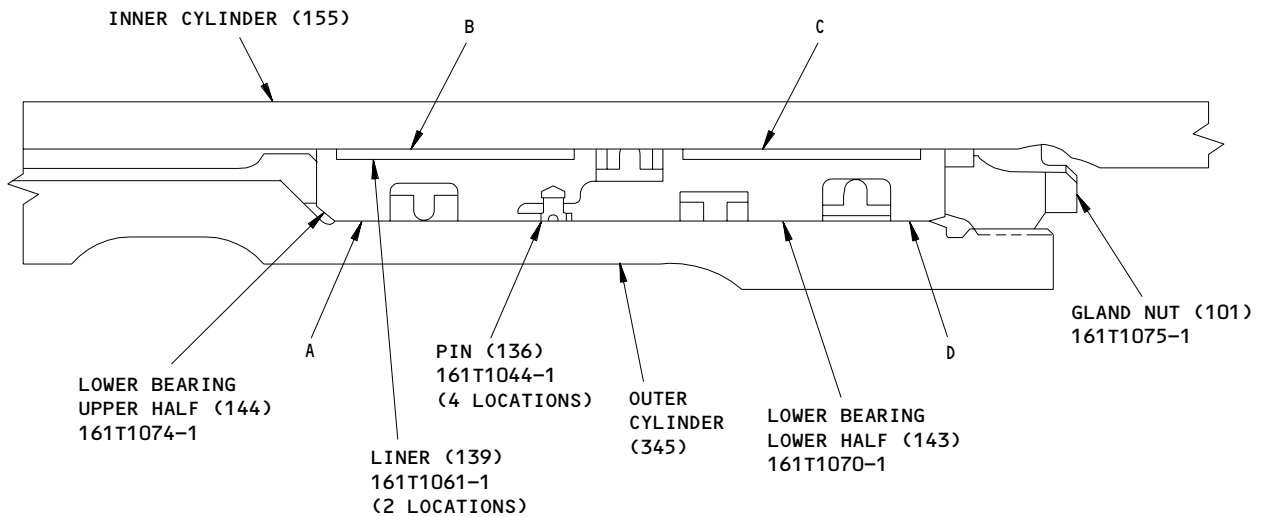 INNER CYLINDER (155)
B
C
A
PIN (136)
161T1044-1
(4 LOCATIONS)
D
GLAND NUT (101)
161T1075-1
LOWER BEARING
UPPER HALF (144)
161T1074-1
OUTER
CYLINDER
(345)
LOWER BEARING
LOWER HALF (143)
161T1070-1
LINER (139)
161T1061-1
(2 LOCATIONS)